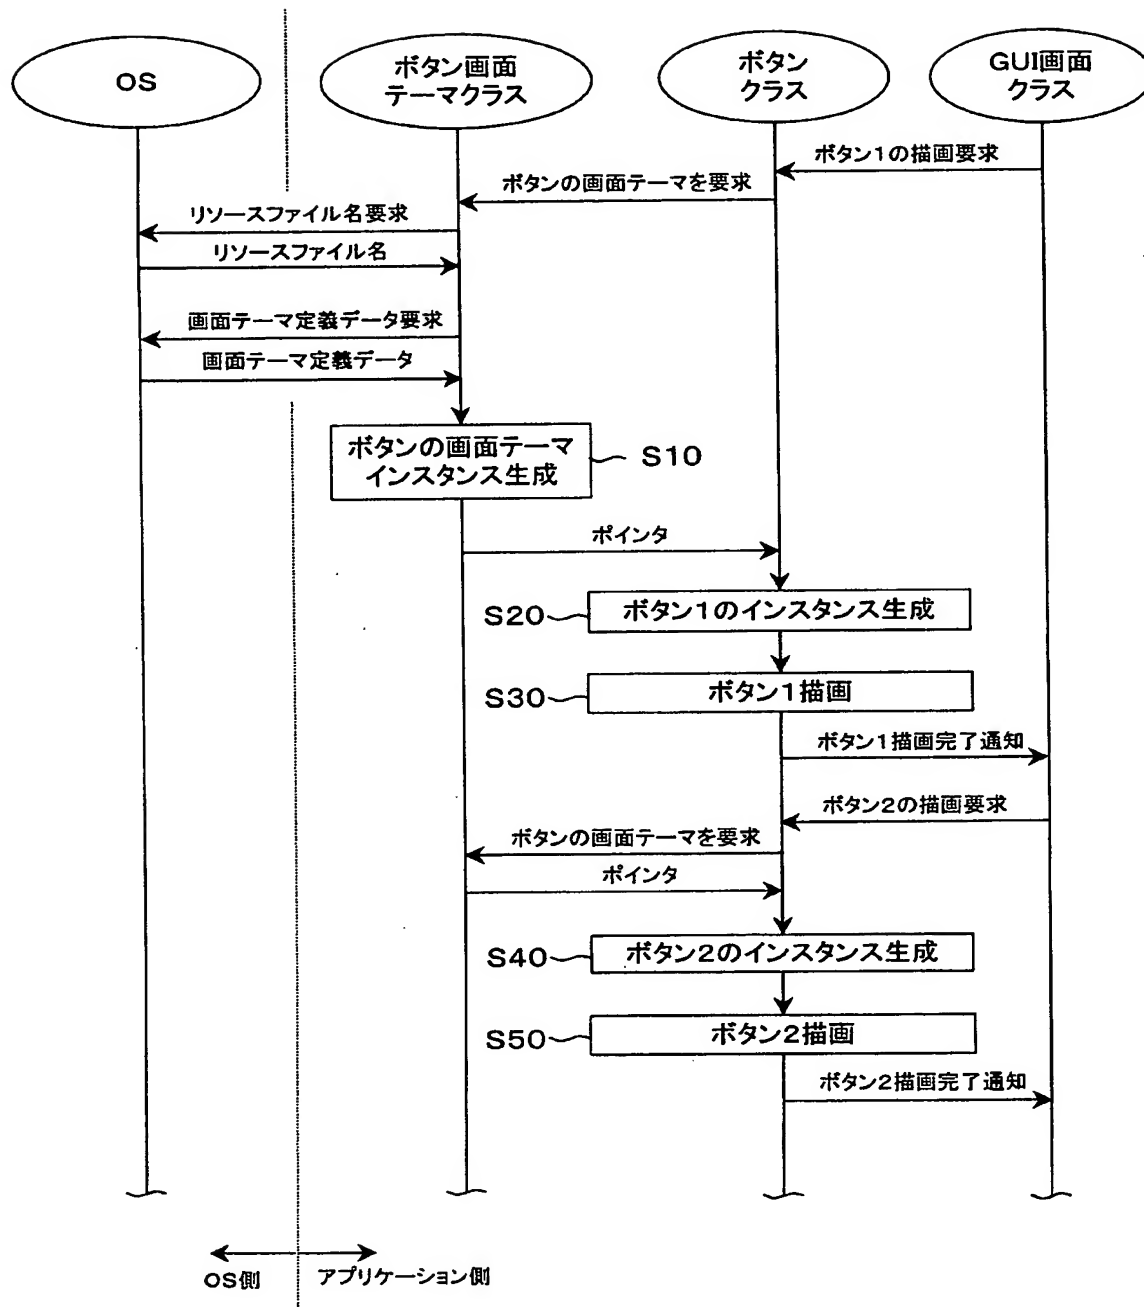 OS
ボタン画面
テーマクラス
ボタン
クラス
GUI画面
クラス
ボタン1の描画要求
ボタンの画面テーマを要求
リソースファイル名要求
リソースファイル名
画面テーマ定義データ要求
画面テーマ定義データ
ボタンの画面テーマ
インスタンス生成
S10
ポインタ
S20
ボタン1のインスタンス生成
S30
ボタン1描画
ボタン1描画完了通知
ボタン2の描画要求
ボタンの画面テーマを要求
ポインタ
S40
ボタン2のインスタンス生成
S50
ボタン2描画
ボタン2描画完了通知
OS側
アプリケーション側